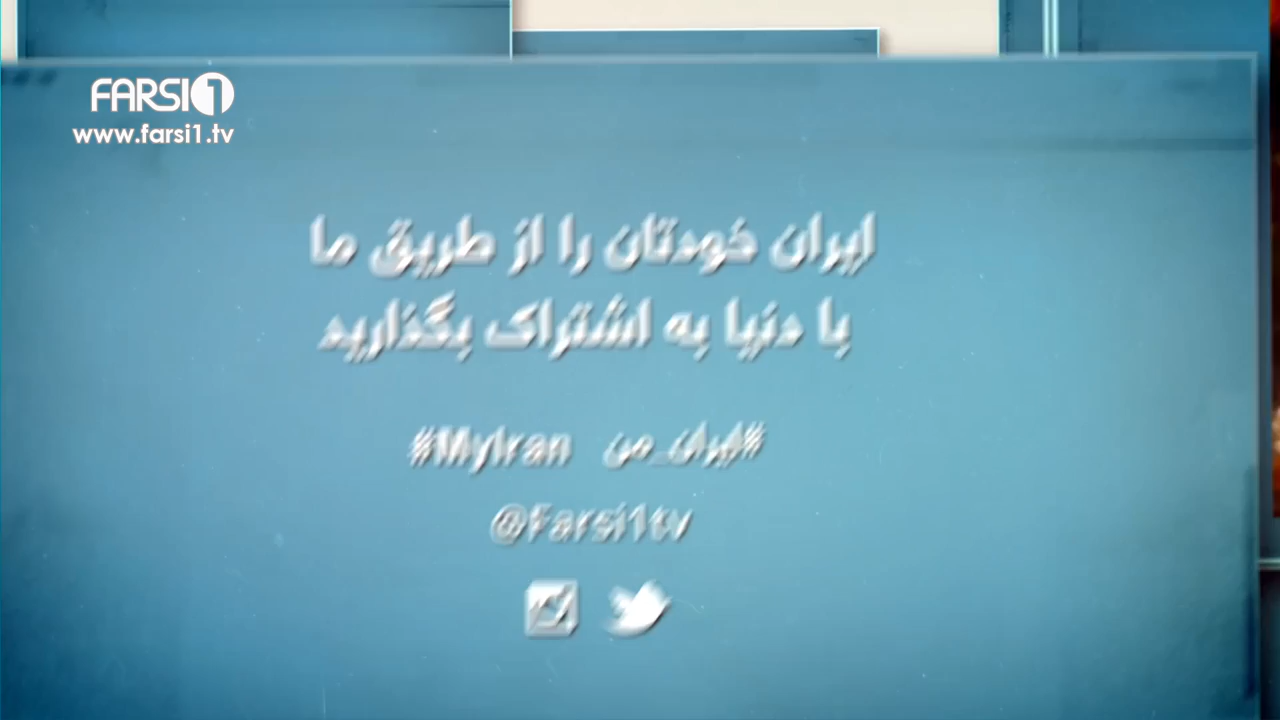 FARSI1
www.farsi1.tv
ایران خودتان را از طریق ما
با دنیا به اشتراک بگذارید
#ایران_من #MyIran
@Farsi1tv